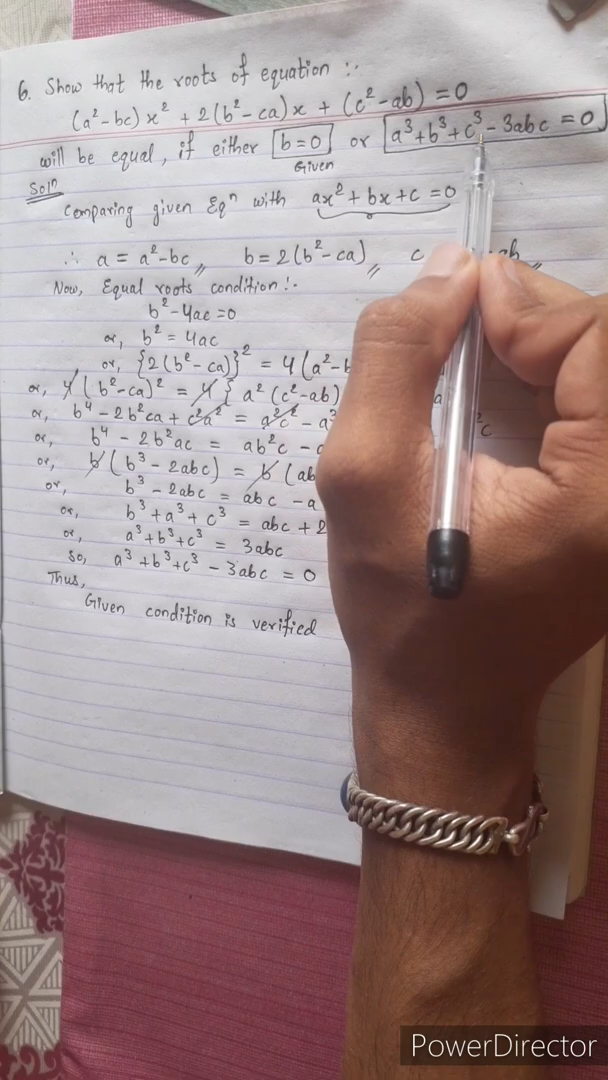 6. Show that the roots of equation :-
(a²-bc) x² + 2(b²-ca)x + (c²-ab) = 0
will be equal, if either b=0 or a³+b³+c³-3abc = 0
Given
Solⁿ
Comparing given Eqⁿ with ax²+bx+c = 0
∴ a = a²-bc,, b = 2(b²-ca),, c ab,,
Now, Equal roots condition :-
b²-4ac=0
or, b² = 4ac
or, {2(b²-ca)}² = 4(a²-b
or, 4(b²-ca)² = 4{a²(c²-ab)
or, b⁴ - 2b²ca + c²a² = a²c² - a³
or, b⁴ - 2b²ac = ab²c - c²c
or, b(b³-2abc) = b(ab
or, b³ - 2abc = abc - a
or, b³+a³+c³ = abc + 2
or, a³+b³+c³ = 3abc
so, a³+b³+c³ - 3abc = 0
Thus,
Given condition is verified
PowerDirector